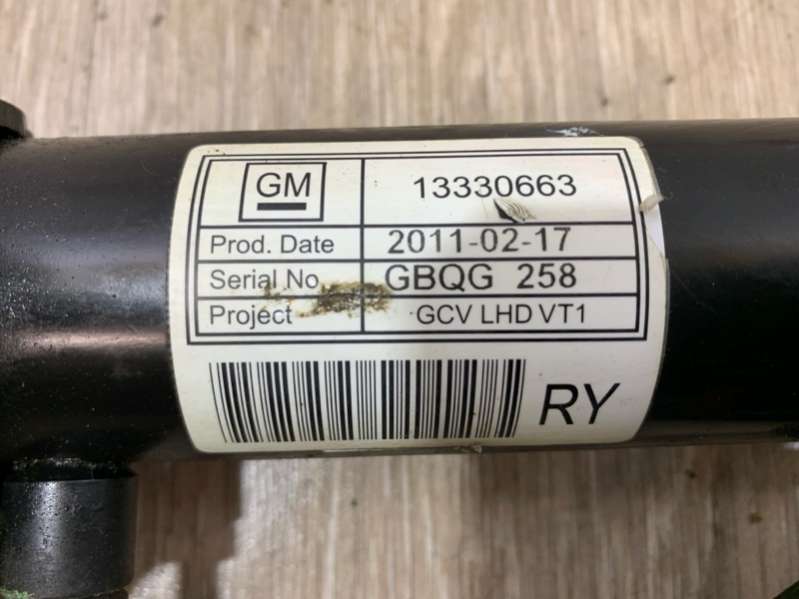 GM 13330663
Prod. Date 2011-02-17
Serial No GBQG 258
Project GCV LHD VT1
RY